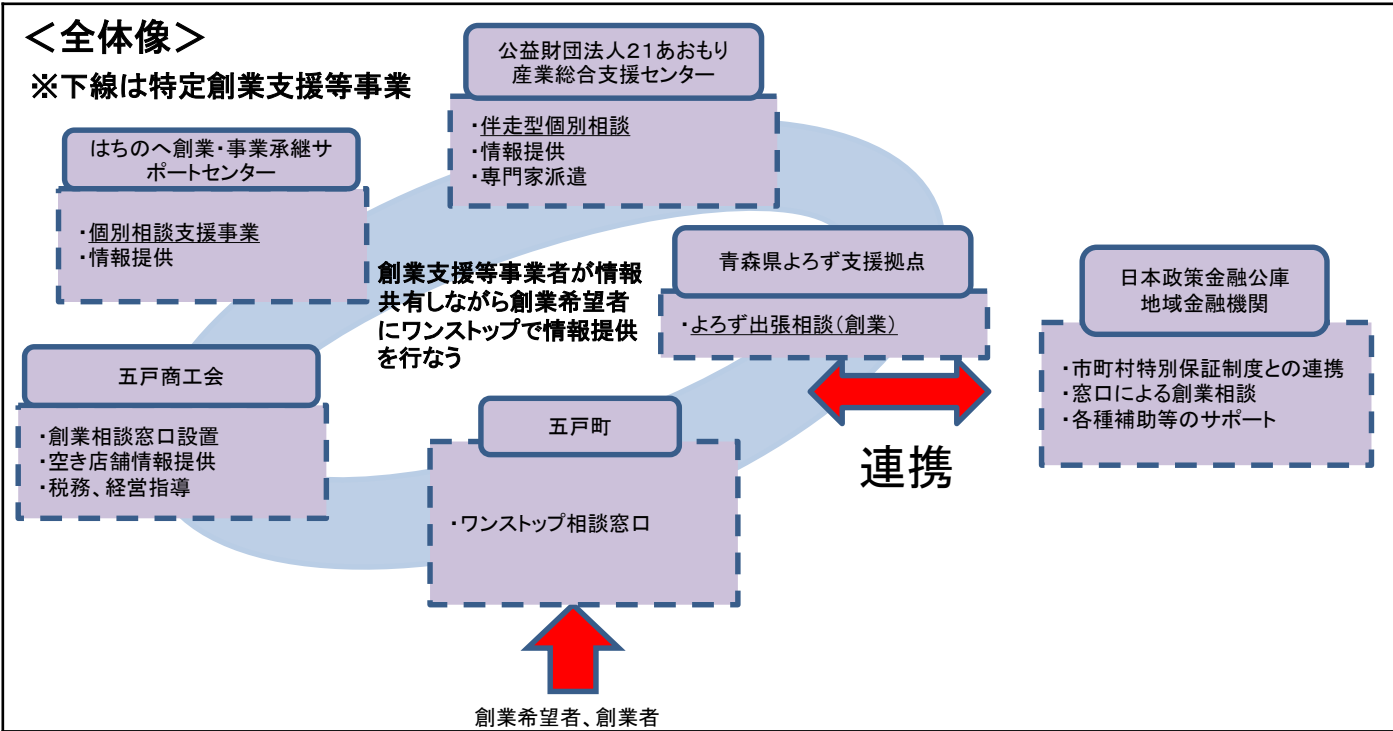 ＜全体像＞
※下線は特定創業支援等事業
公益財団法人２１あおもり
産業総合支援センター
・伴走型個別相談
・情報提供
・専門家派遣
はちのへ創業・事業承継サ
ポートセンター
・個別相談支援事業
・情報提供
創業支援等事業者が情報
共有しながら創業希望者
にワンストップで情報提供
を行なう
青森県よろず支援拠点
・よろず出張相談（創業）
日本政策金融公庫
地域金融機関
・市町村特別保証制度との連携
・窓口による創業相談
・各種補助等のサポート
五戸商工会
・創業相談窓口設置
・空き店舗情報提供
・税務、経営指導
五戸町
・ワンストップ相談窓口
連携
創業希望者、創業者